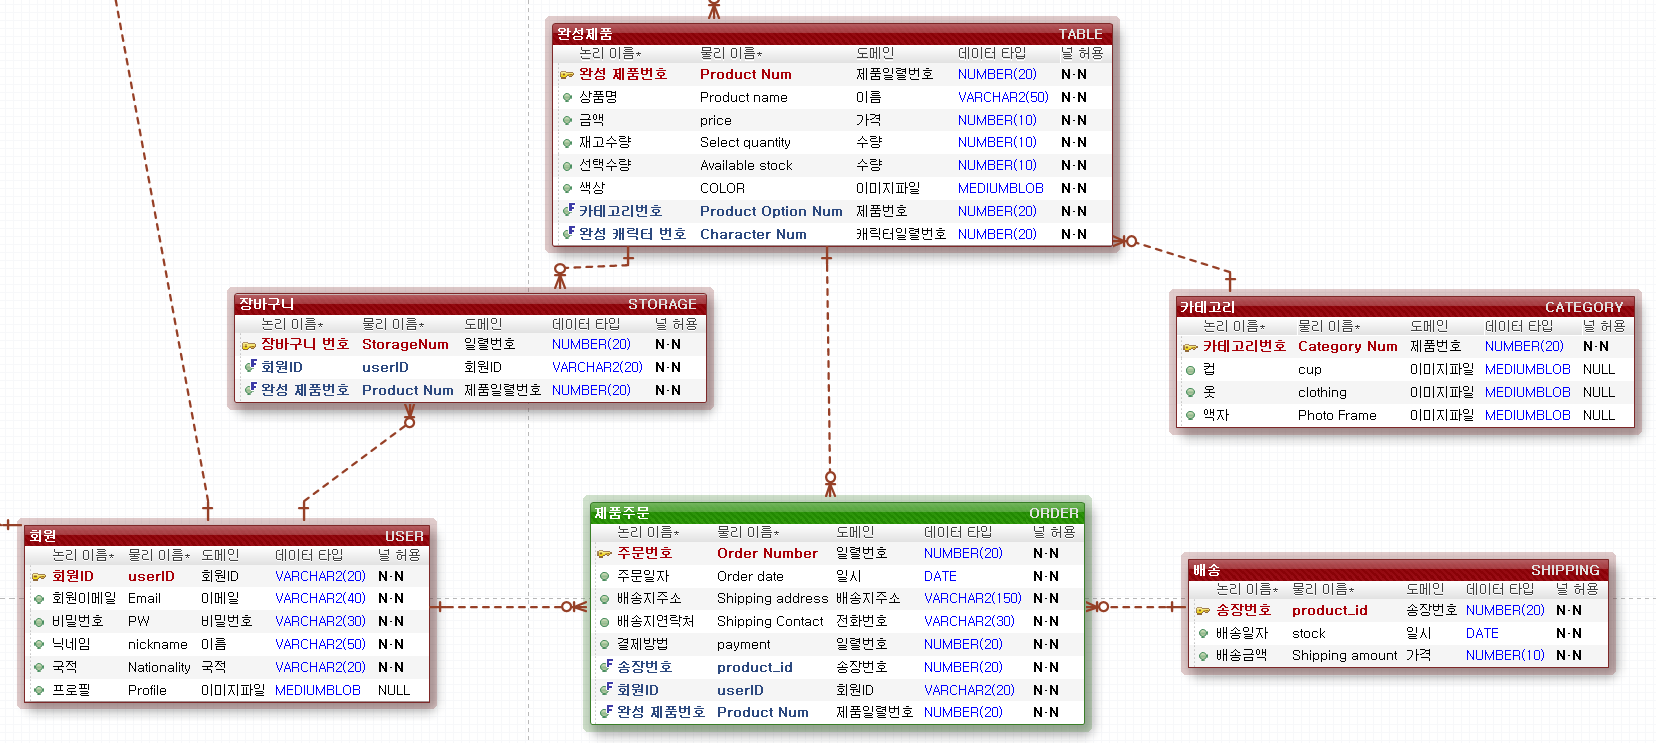 완성제품 TABLE
논리 이름* 물리 이름* 도메인 데이터 타입 널 허용
완성 제품번호 Product Num 제품일렬번호 NUMBER(20) N·N
상품명 Product name 이름 VARCHAR2(50) N·N
금액 price 가격 NUMBER(10) N·N
재고수량 Select quantity 수량 NUMBER(10) N·N
선택수량 Available stock 수량 NUMBER(10) N·N
색상 COLOR 이미지파일 MEDIUMBLOB N·N
카테고리번호 Product Option Num 제품번호 NUMBER(20) N·N
완성 캐릭터 번호 Character Num 캐릭터일렬번호 NUMBER(20) N·N
장바구니 STORAGE
논리 이름* 물리 이름* 도메인 데이터 타입 널 허용
장바구니 번호 StorageNum 일렬번호 NUMBER(20) N·N
회원ID userID 회원ID VARCHAR2(20) N·N
완성 제품번호 Product Num 제품일렬번호 NUMBER(20) N·N
카테고리 CATEGORY
논리 이름* 물리 이름* 도메인 데이터 타입 널 허용
카테고리번호 Category Num 제품번호 NUMBER(20) N·N
컵 cup 이미지파일 MEDIUMBLOB NULL
옷 clothing 이미지파일 MEDIUMBLOB NULL
액자 Photo Frame 이미지파일 MEDIUMBLOB NULL
회원 USER
논리 이름* 물리 이름* 도메인 데이터 타입 널 허용
회원ID userID 회원ID VARCHAR2(20) N·N
회원이메일 Email 이메일 VARCHAR2(40) N·N
비밀번호 PW 비밀번호 VARCHAR2(30) N·N
닉네임 nickname 이름 VARCHAR2(50) N·N
국적 Nationality 국적 VARCHAR2(20) N·N
프로필 Profile 이미지파일 MEDIUMBLOB NULL
제품주문 ORDER
논리 이름* 물리 이름* 도메인 데이터 타입 널 허용
주문번호 Order Number 일렬번호 NUMBER(20) N·N
주문일자 Order date 일시 DATE N·N
배송지주소 Shipping address 배송지주소 VARCHAR2(150) N·N
배송지연락처 Shipping Contact 전화번호 VARCHAR2(30) N·N
결제방법 payment 일렬번호 NUMBER(20) N·N
송장번호 product_id 송장번호 NUMBER(20) N·N
회원ID userID 회원ID VARCHAR2(20) N·N
완성 제품번호 Product Num 제품일렬번호 NUMBER(20) N·N
배송 SHIPPING
논리 이름* 물리 이름* 도메인 데이터 타입 널 허용
송장번호 product_id 송장번호 NUMBER(20) N·N
배송일자 stock 일시 DATE N·N
배송금액 Shipping amount 가격 NUMBER(10) N·N